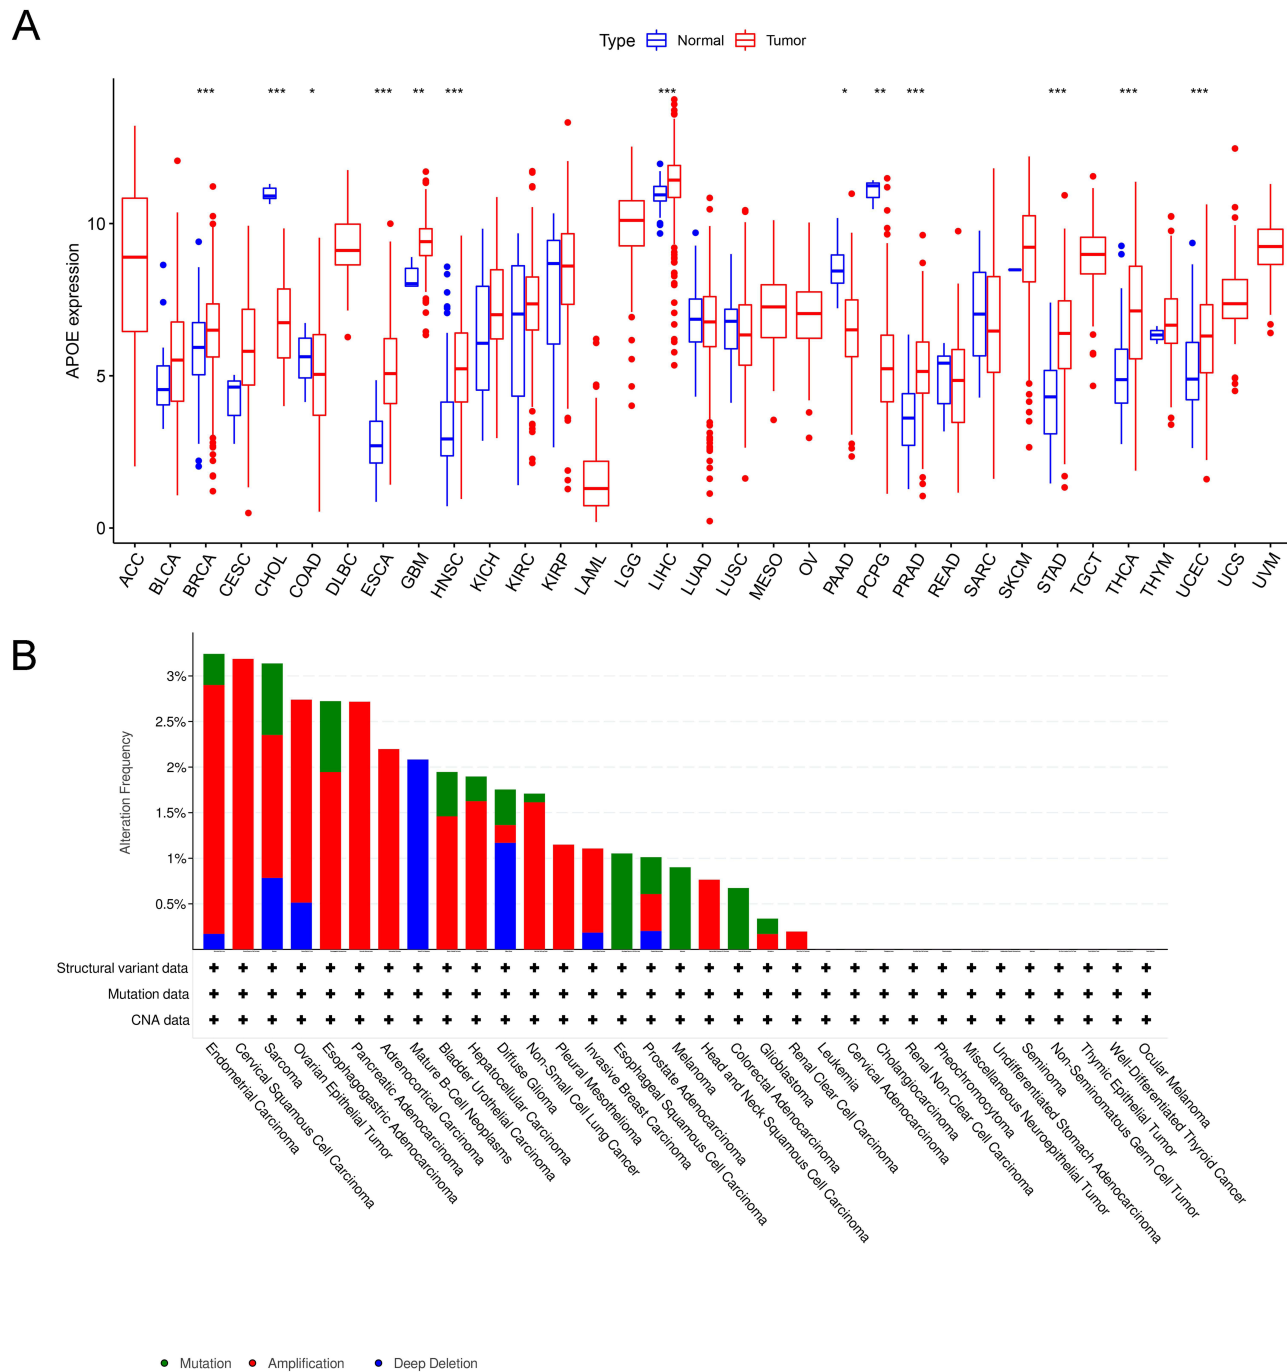 A
Type Normal Tumor
*** *** * *** ** *** *** * ** *** *** *** ***
APOE expression
10
5
0
ACC BLCA BRCA CESC CHOL COAD DLBC ESCA GBM HNSC KICH KIRC KIRP LAML LGG LIHC LUAD LUSC MESO OV PAAD PCPG PRAD READ SARC SKCM STAD TGCT THCA THYM UCEC UCS UVM
B
Alteration Frequency
3%
2.5%
2%
1.5%
1%
0.5%
Structural variant data
Mutation data
CNA data
Endometrial Carcinoma
Cervical Squamous Cell Carcinoma
Sarcoma
Ovarian Epithelial Tumor
Esophagogastric Adenocarcinoma
Pancreatic Adenocarcinoma
Adrenocortical Carcinoma
Mature B-Cell Neoplasms
Bladder Urothelial Carcinoma
Hepatocellular Carcinoma
Diffuse Glioma
Non-Small Cell Lung Cancer
Pleural Mesothelioma
Invasive Breast Carcinoma
Esophageal Squamous Cell Carcinoma
Prostate Adenocarcinoma
Melanoma
Head and Neck Squamous Cell Carcinoma
Colorectal Adenocarcinoma
Glioblastoma
Renal Clear Cell Carcinoma
Leukemia
Cervical Adenocarcinoma
Cholangiocarcinoma
Renal Non-Clear Cell Carcinoma
Pheochromocytoma
Miscellaneous Neuroepithelial Tumor
Undifferentiated Stomach Adenocarcinoma
Seminoma
Non-Seminomatous Germ Cell Tumor
Thymic Epithelial Tumor
Well-Differentiated Thyroid Cancer
Ocular Melanoma
Mutation Amplification Deep Deletion